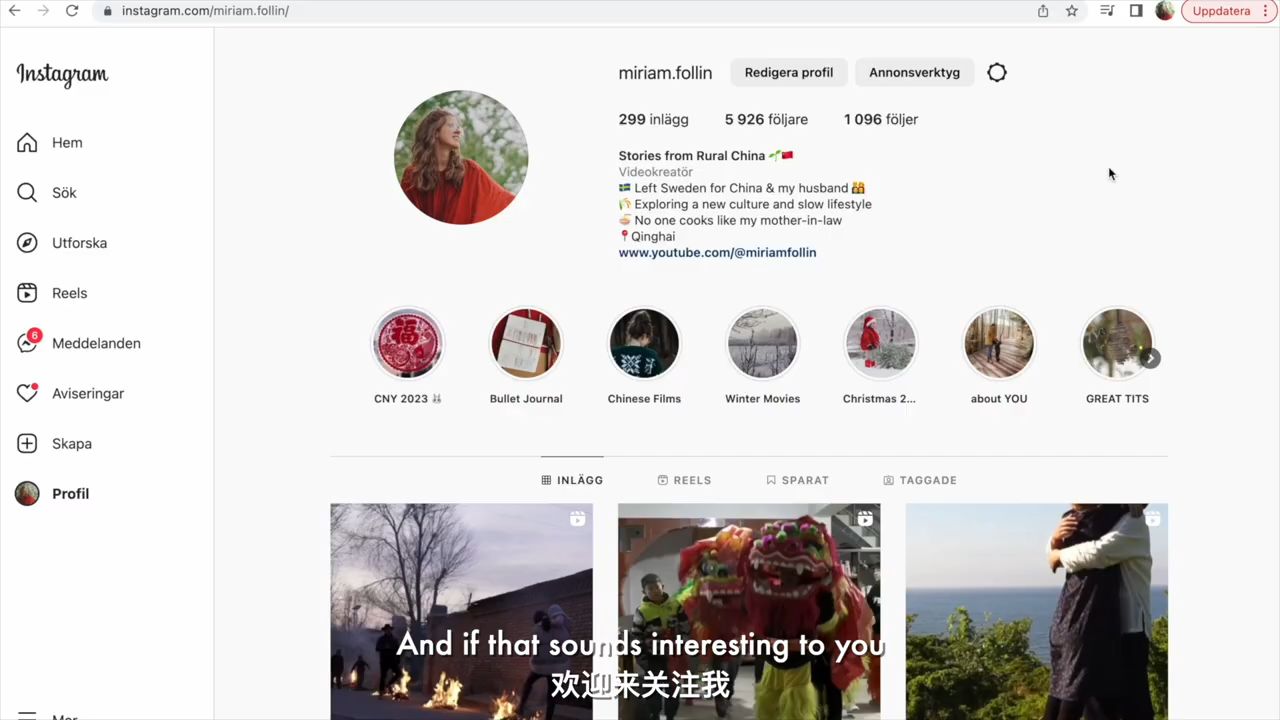 instagram.com/miriam.follin/
Uppdatera
Instagram
Hem
Sök
Utforska
Reels
6
Meddelanden
Aviseringar
Skapa
Profil
miriam.follin
Redigera profil
Annonsverktyg
299 inlägg
5 926 följare
1 096 följer
Stories from Rural China 🌱🇨🇳
Videokreatör
🇸🇪 Left Sweden for China & my husband 👫
🌾 Exploring a new culture and slow lifestyle
🍜 No one cooks like my mother-in-law
📍Qinghai
www.youtube.com/@miriamfollin
福
CNY 2023 🐰
Bullet Journal
Chinese Films
Winter Movies
Christmas 2...
about YOU
GREAT TITS
INLÄGG
REELS
SPARAT
TAGGADE
And if that sounds interesting to you
欢迎来关注我